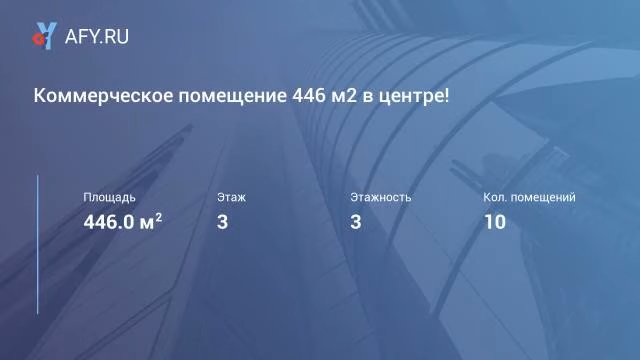 AFY.RU
Коммерческое помещение 446 м2 в центре!
Площадь
446.0 м²
Этаж
3
Этажность
3
Кол. помещений
10